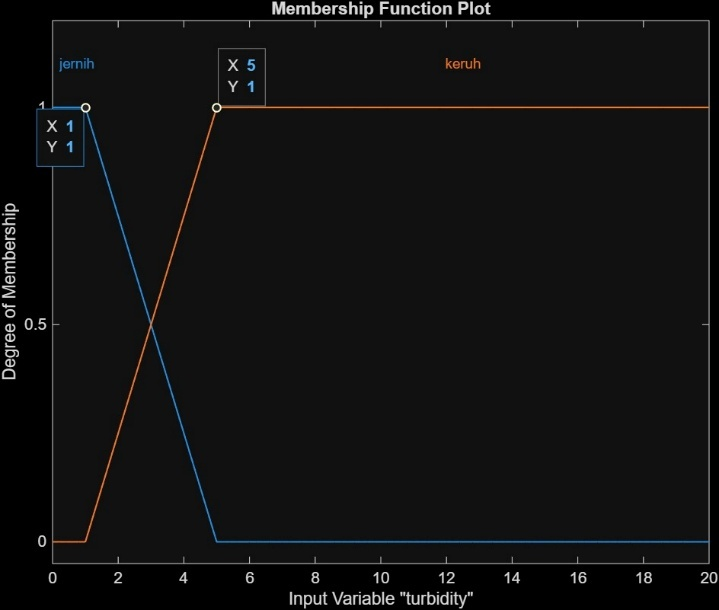 Membership Function Plot
jernih
keruh
X 5
Y 1
X 1
Y 1
1
0.5
0
Degree of Membership
0 2 4 6 8 10 12 14 16 18 20
Input Variable "turbidity"